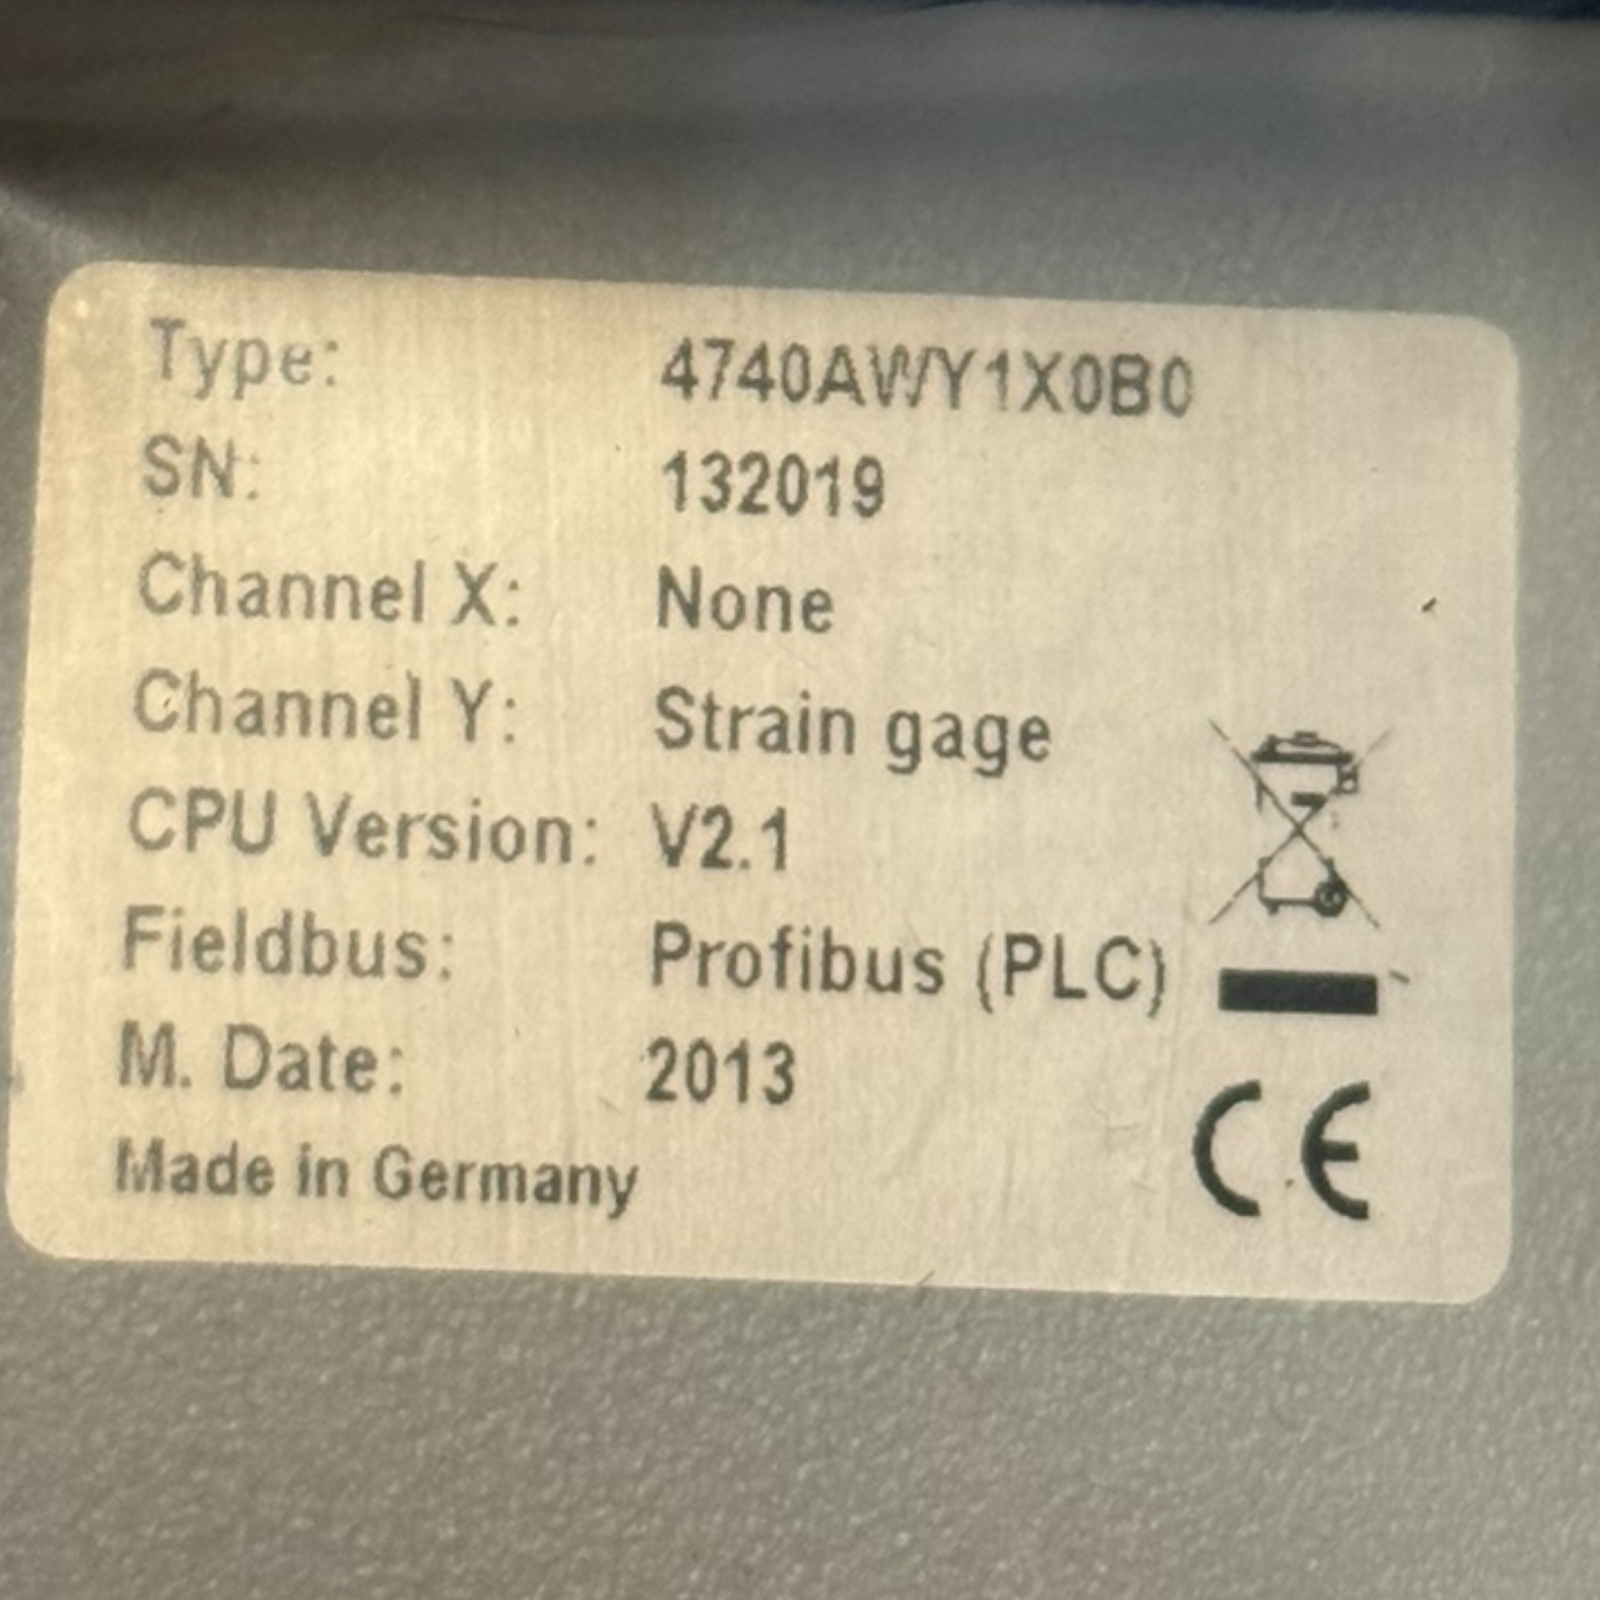 Type: 4740AWY1X0B0
SN: 132019
Channel X: None
Channel Y: Strain gage
CPU Version: V2.1
Fieldbus: Profibus (PLC)
M. Date: 2013
Made in Germany
CE